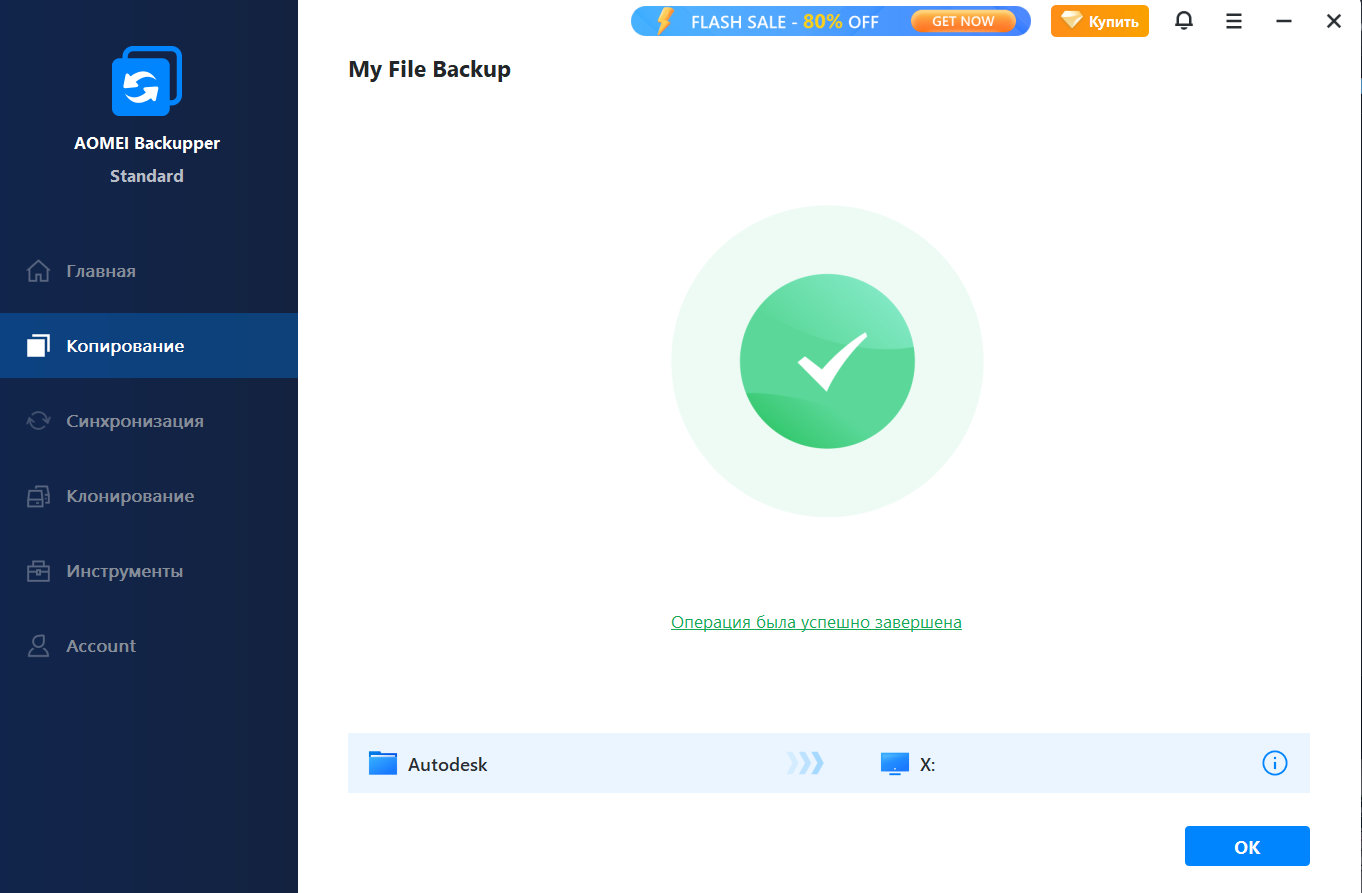 FLASH SALE - 80% OFF
GET NOW
Купить
My File Backup
AOMEI Backupper
Standard
Главная
Копирование
Синхронизация
Клонирование
Инструменты
Account
Операция была успешно завершена
Autodesk
X:
OK